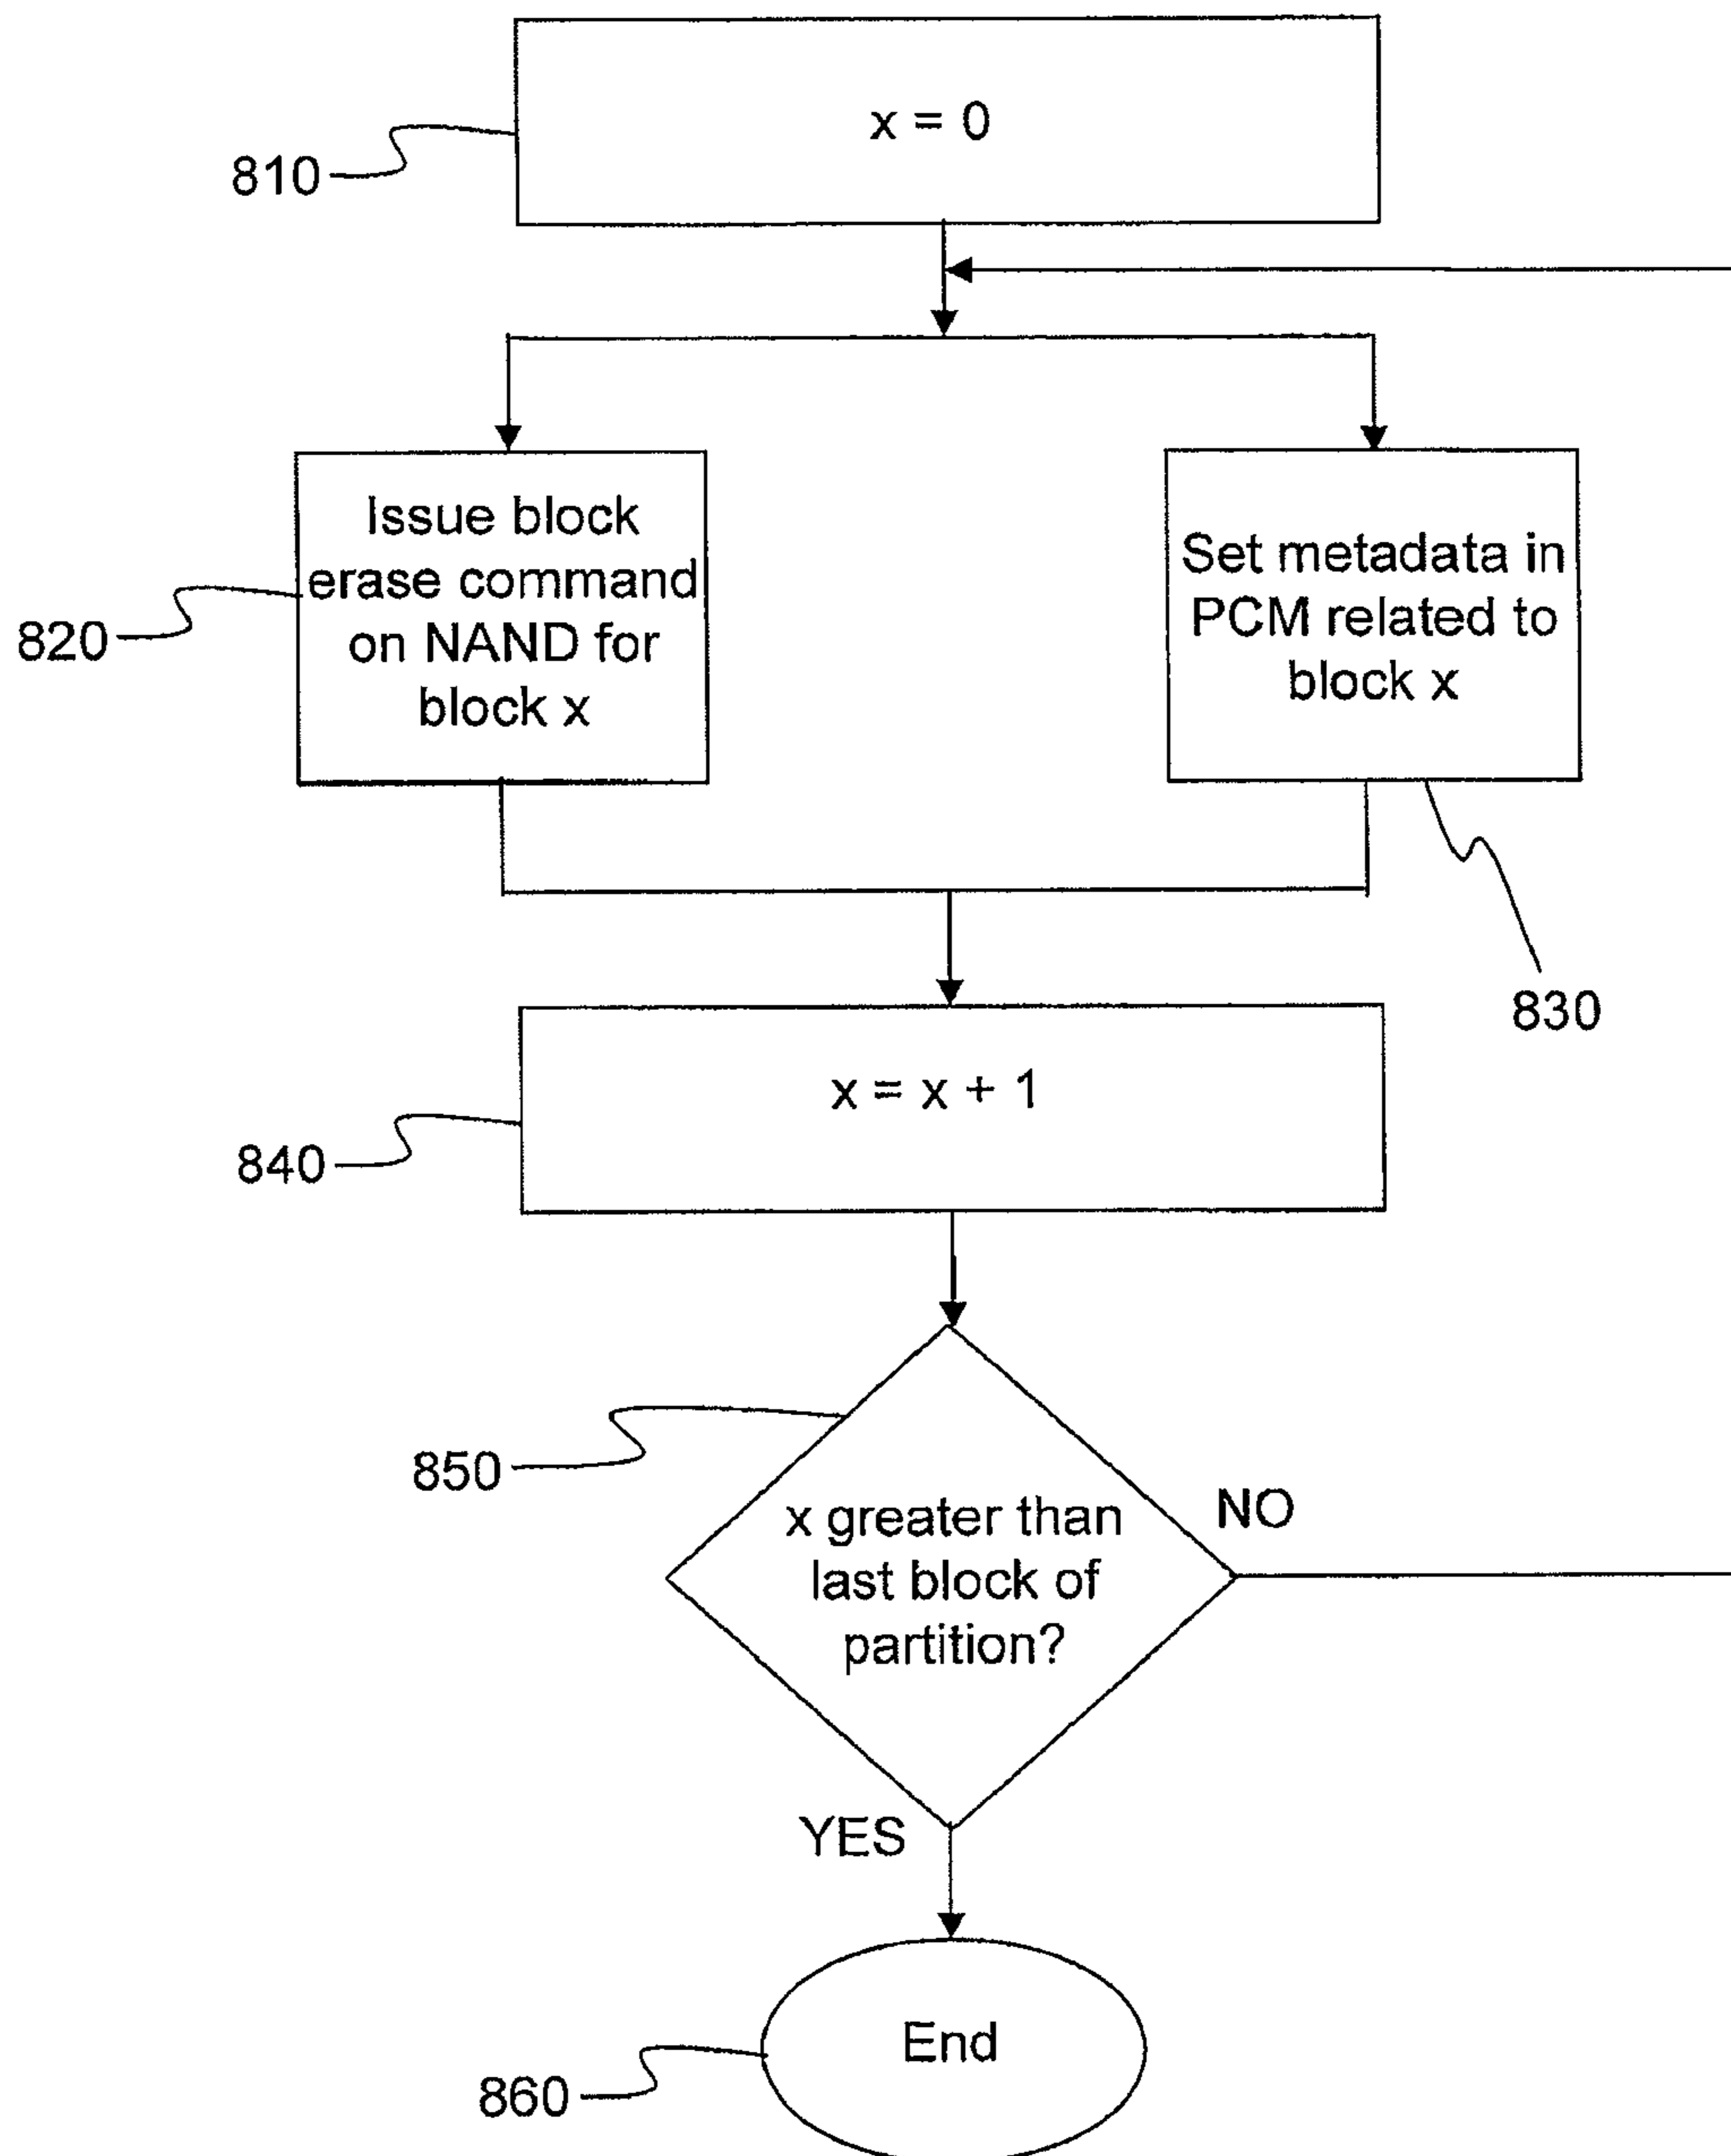 x = 0
810
Issue block
erase command
on NAND for
block x
820
Set metadata in
PCM related to
block x
830
x = x + 1
840
850
x greater than
last block of
partition?
NO
YES
End
860